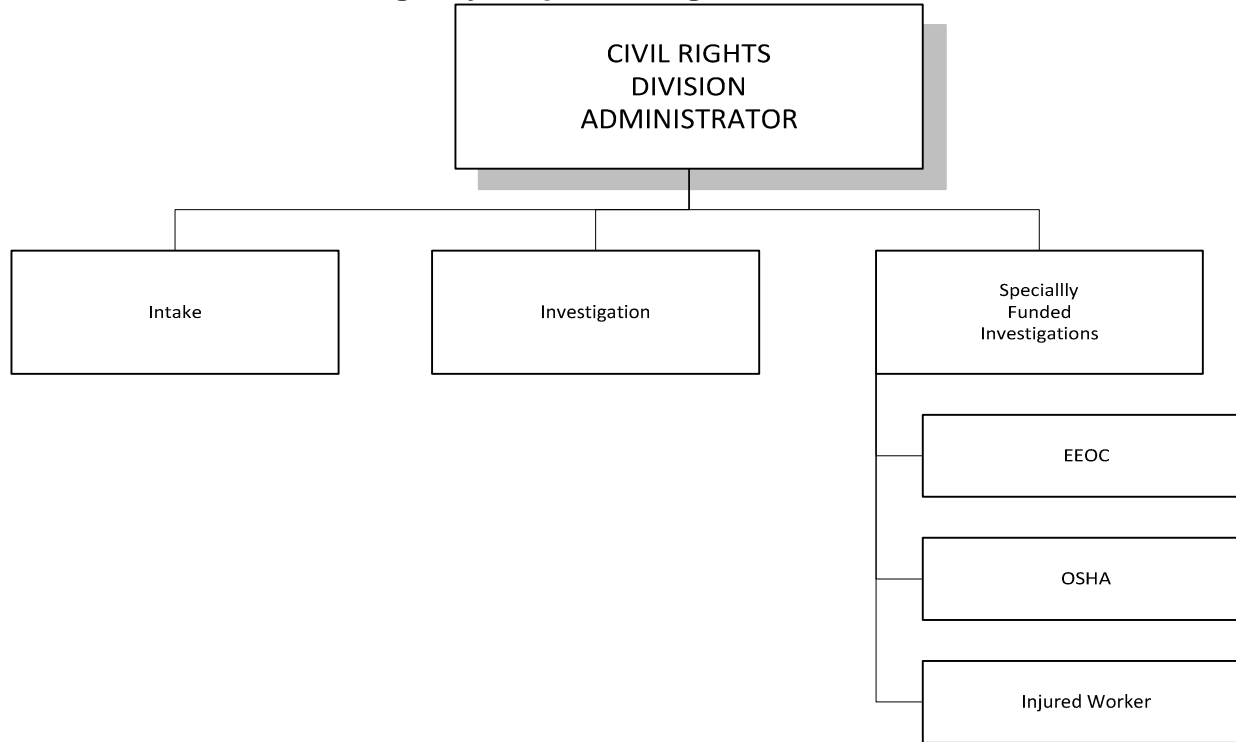 CIVIL RIGHTS
DIVISION
ADMINISTRATOR
Intake
Investigation
Speciallly
Funded
Investigations
EEOC
OSHA
Injured Worker